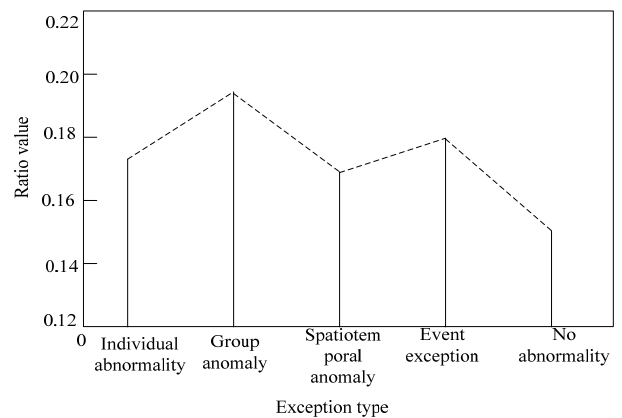 0.22
0.20
0.18
0.16
0.14
0.12
Ratio value
0
Individual
abnormality
Group
anomaly
Spatiotem
poral
anomaly
Event
exception
No
abnormality
Exception type